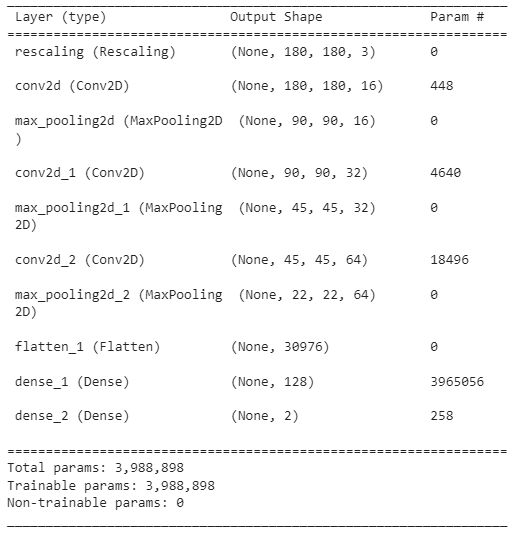 Layer (type) Output Shape Param #
=================================================================
rescaling (Rescaling) (None, 180, 180, 3) 0
conv2d (Conv2D) (None, 180, 180, 16) 448
max_pooling2d (MaxPooling2D (None, 90, 90, 16) 0
)
conv2d_1 (Conv2D) (None, 90, 90, 32) 4640
max_pooling2d_1 (MaxPooling (None, 45, 45, 32) 0
2D)
conv2d_2 (Conv2D) (None, 45, 45, 64) 18496
max_pooling2d_2 (MaxPooling (None, 22, 22, 64) 0
2D)
flatten_1 (Flatten) (None, 30976) 0
dense_1 (Dense) (None, 128) 3965056
dense_2 (Dense) (None, 2) 258
=================================================================
Total params: 3,988,898
Trainable params: 3,988,898
Non-trainable params: 0